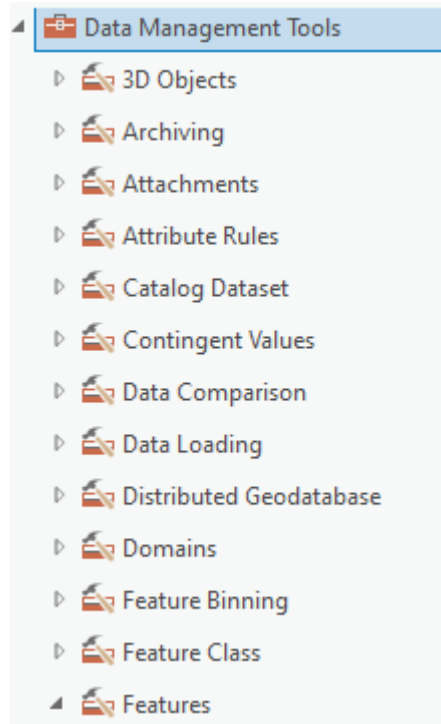 Data Management Tools
3D Objects
Archiving
Attachments
Attribute Rules
Catalog Dataset
Contingent Values
Data Comparison
Data Loading
Distributed Geodatabase
Domains
Feature Binning
Feature Class
Features